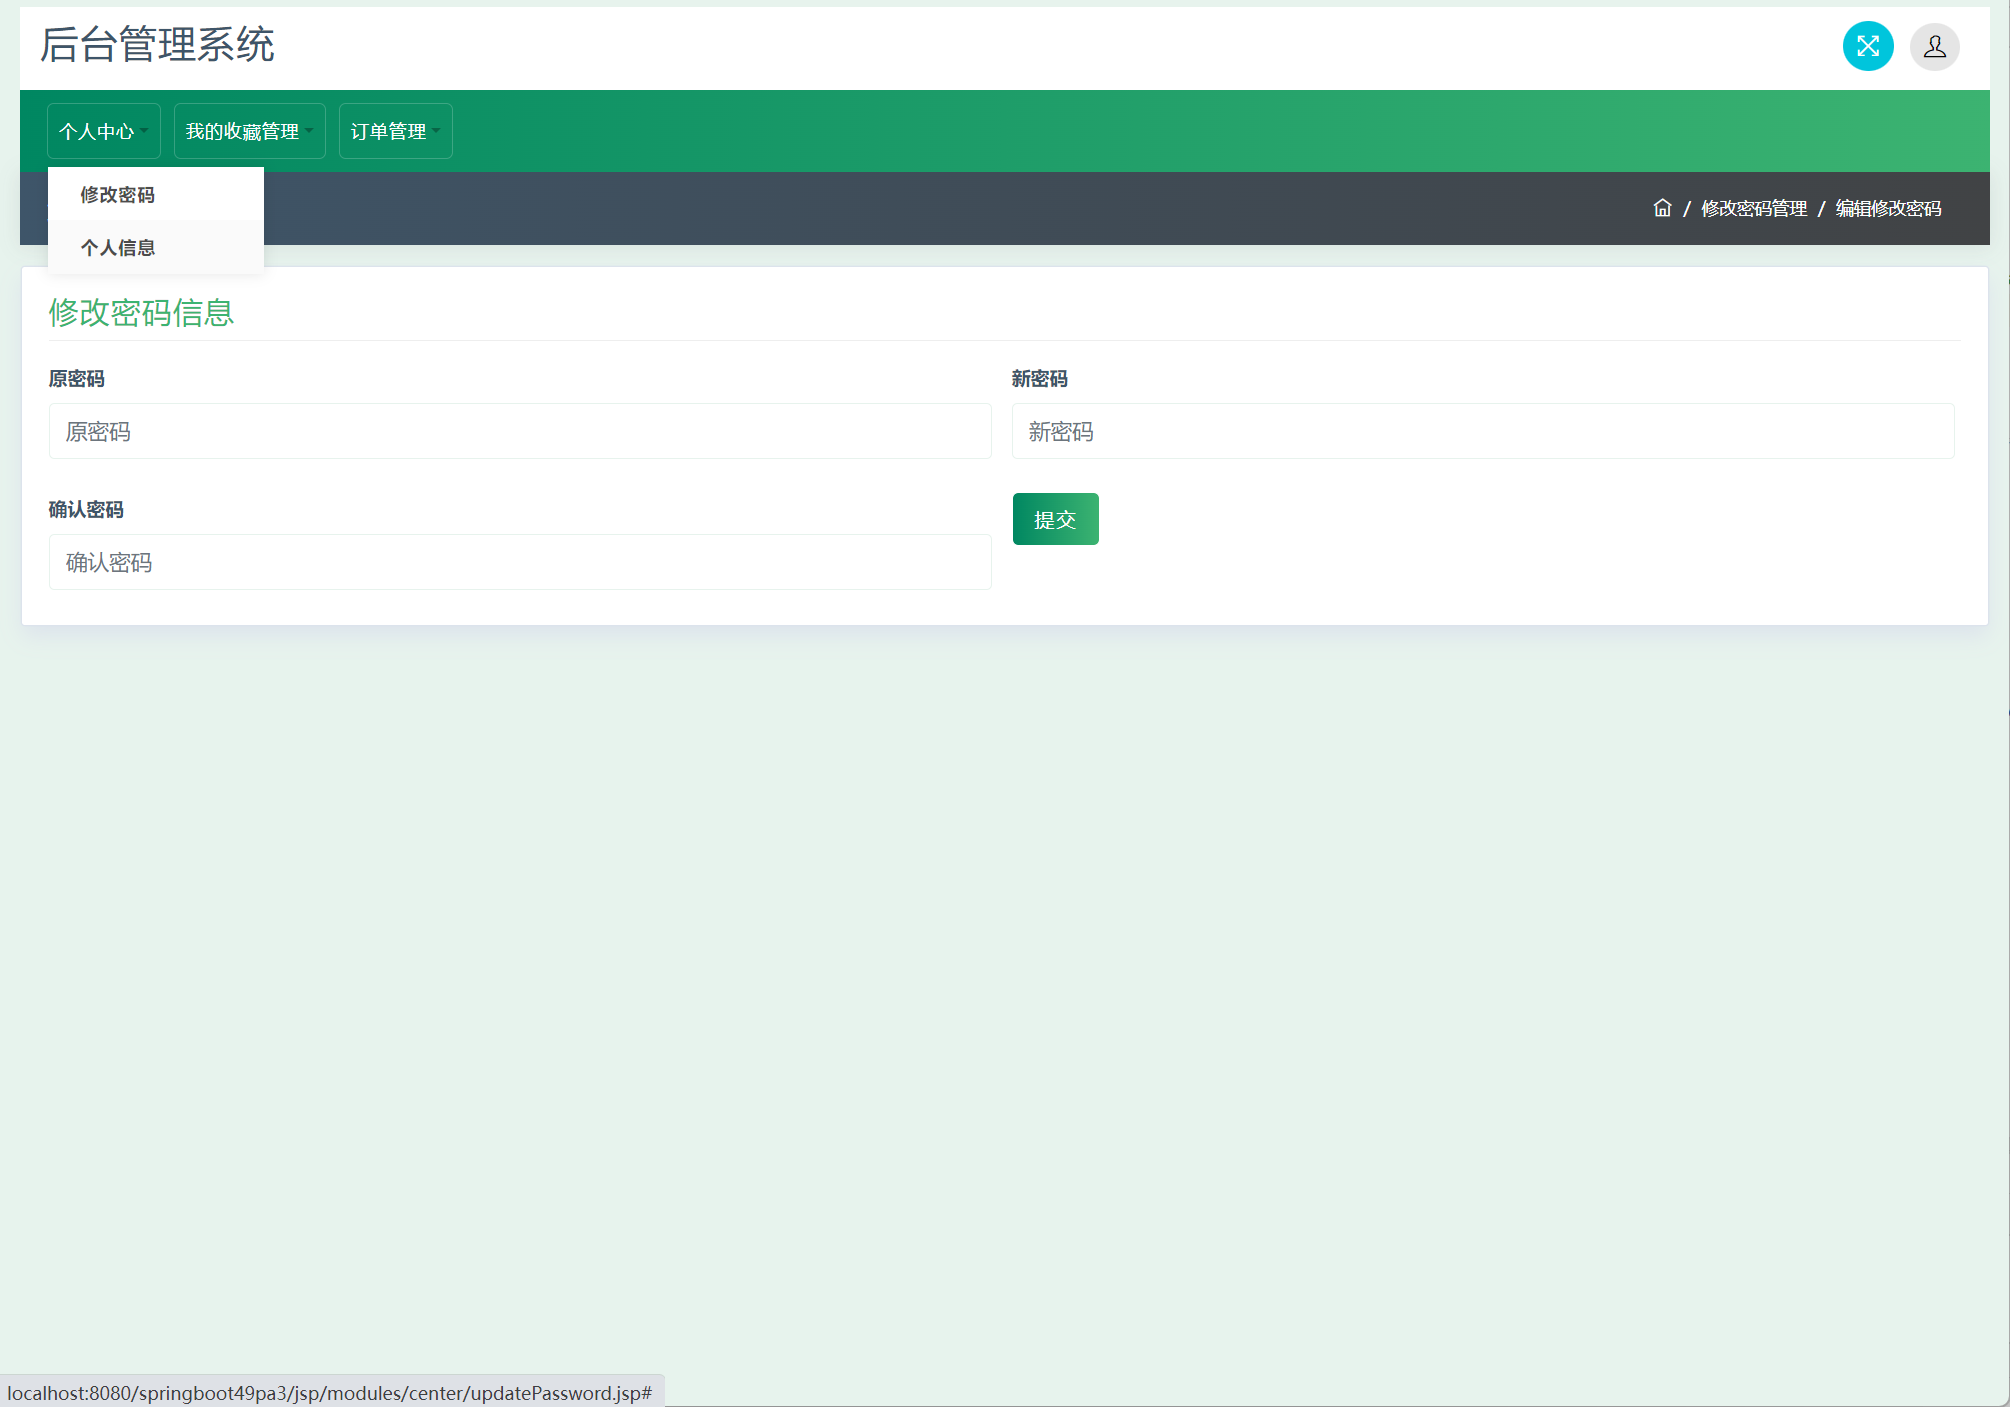 后台管理系统
个人中心 我的收藏管理 订单管理
修改密码
个人信息
/ 修改密码管理 / 编辑修改密码
修改密码信息
原密码 新密码
原密码 新密码
确认密码
提交
确认密码
localhost:8080/springboot49pa3/jsp/modules/center/updatePassword.jsp#